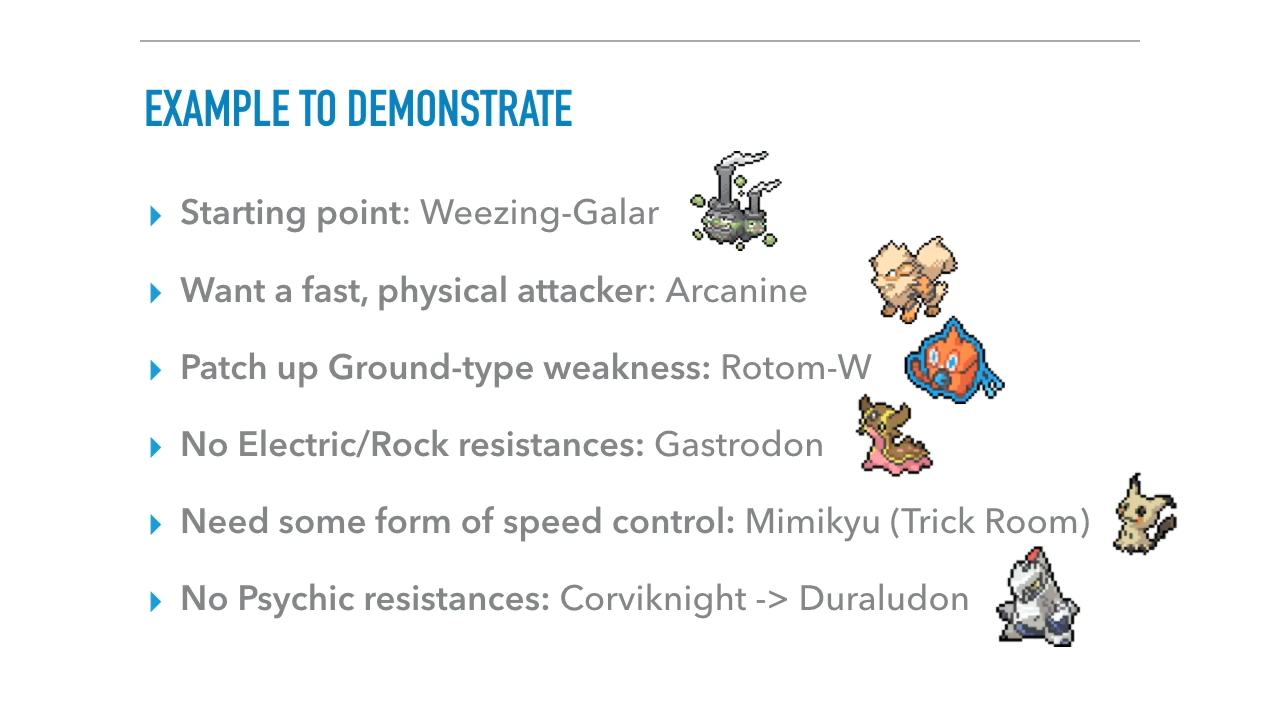 EXAMPLE TO DEMONSTRATE
▸ Starting point: Weezing-Galar
▸ Want a fast, physical attacker: Arcanine
▸ Patch up Ground-type weakness: Rotom-W
▸ No Electric/Rock resistances: Gastrodon
▸ Need some form of speed control: Mimikyu (Trick Room)
▸ No Psychic resistances: Corviknight -> Duraludon